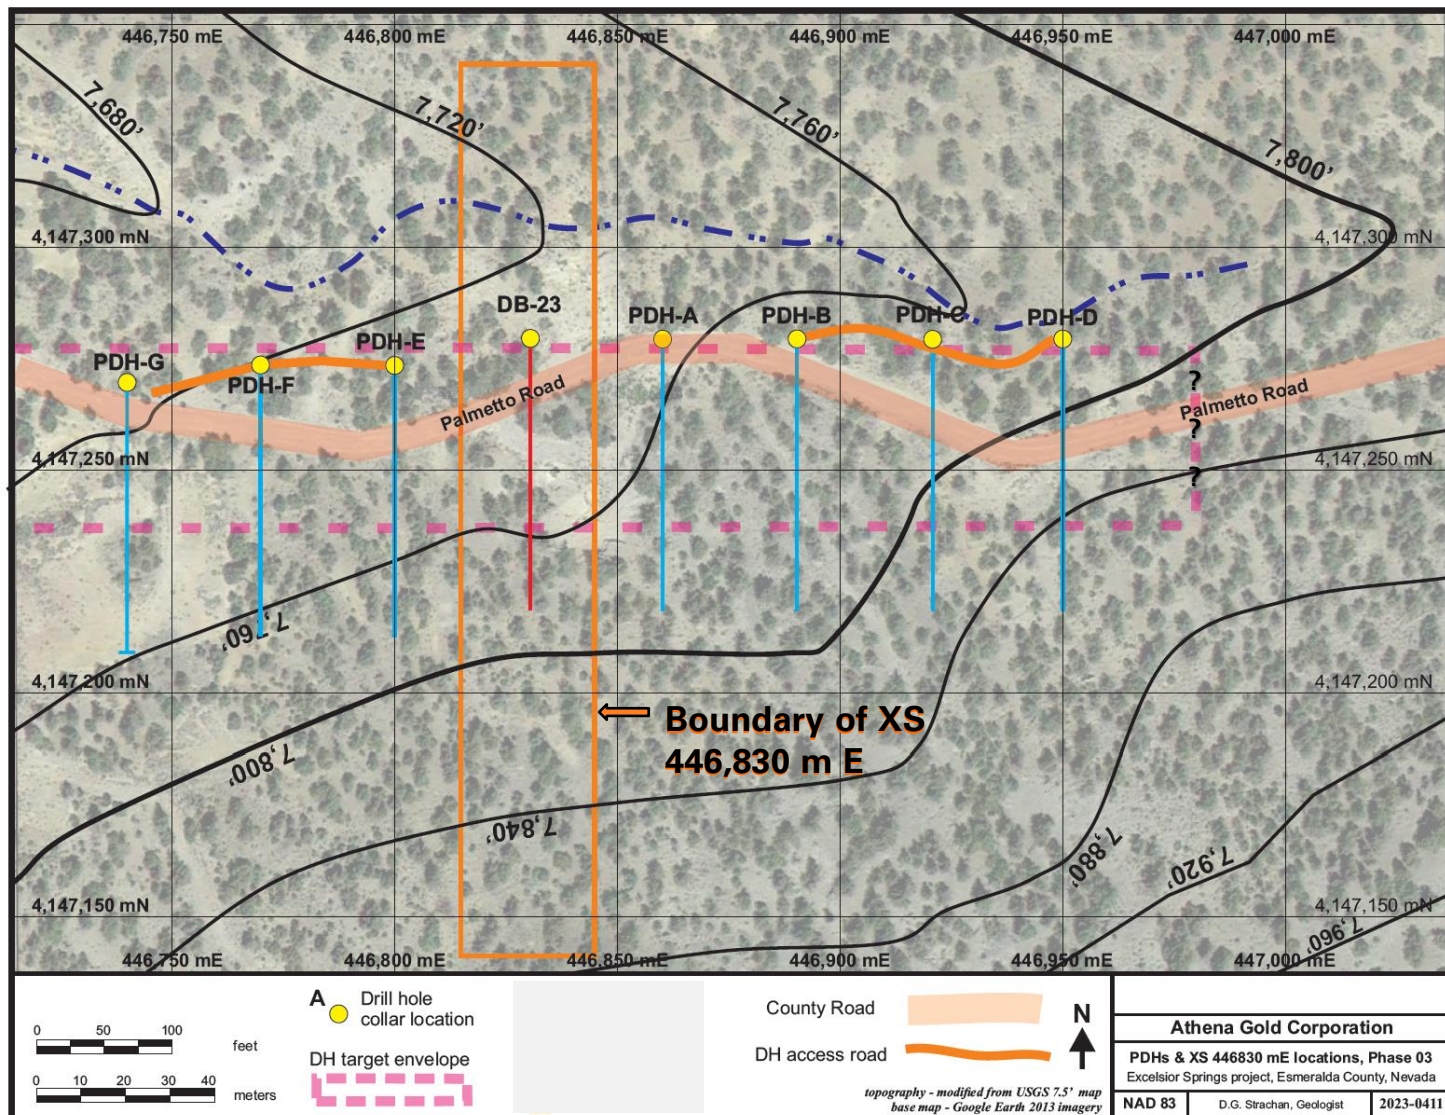 446,750 mE 446,800 mE 446,850 mE 446,900 mE 446,950 mE 447,000 mE
7,680’
7,720’
7,760’
7,800’
4,147,300 mN 4,147,300 mN
DB-23
PDH-A
PDH-B
PDH-C
PDH-D
PDH-E
PDH-G
PDH-F
Palmetto Road
Palmetto Road
?
?
?
4,147,250 mN 4,147,250 mN
7,760’
4,147,200 mN 4,147,200 mN
Boundary of XS
446,830 m E
7,800’
7,840’
7,880’
7,920’
4,147,150 mN 4,147,150 mN
7,960’
446,750 mE 446,800 mE 446,850 mE 446,900 mE 446,950 mE 447,000 mE
0 50 100
feet
0 10 20 30 40
meters
A Drill hole
collar location
DH target envelope
County Road
DH access road
N
topography - modified from USGS 7.5’ map
base map - Google Earth 2013 imagery
Athena Gold Corporation
PDHs & XS 446830 mE locations, Phase 03
Excelsior Springs project, Esmeralda County, Nevada
NAD 83 D.G. Strachan, Geologist 2023-0411